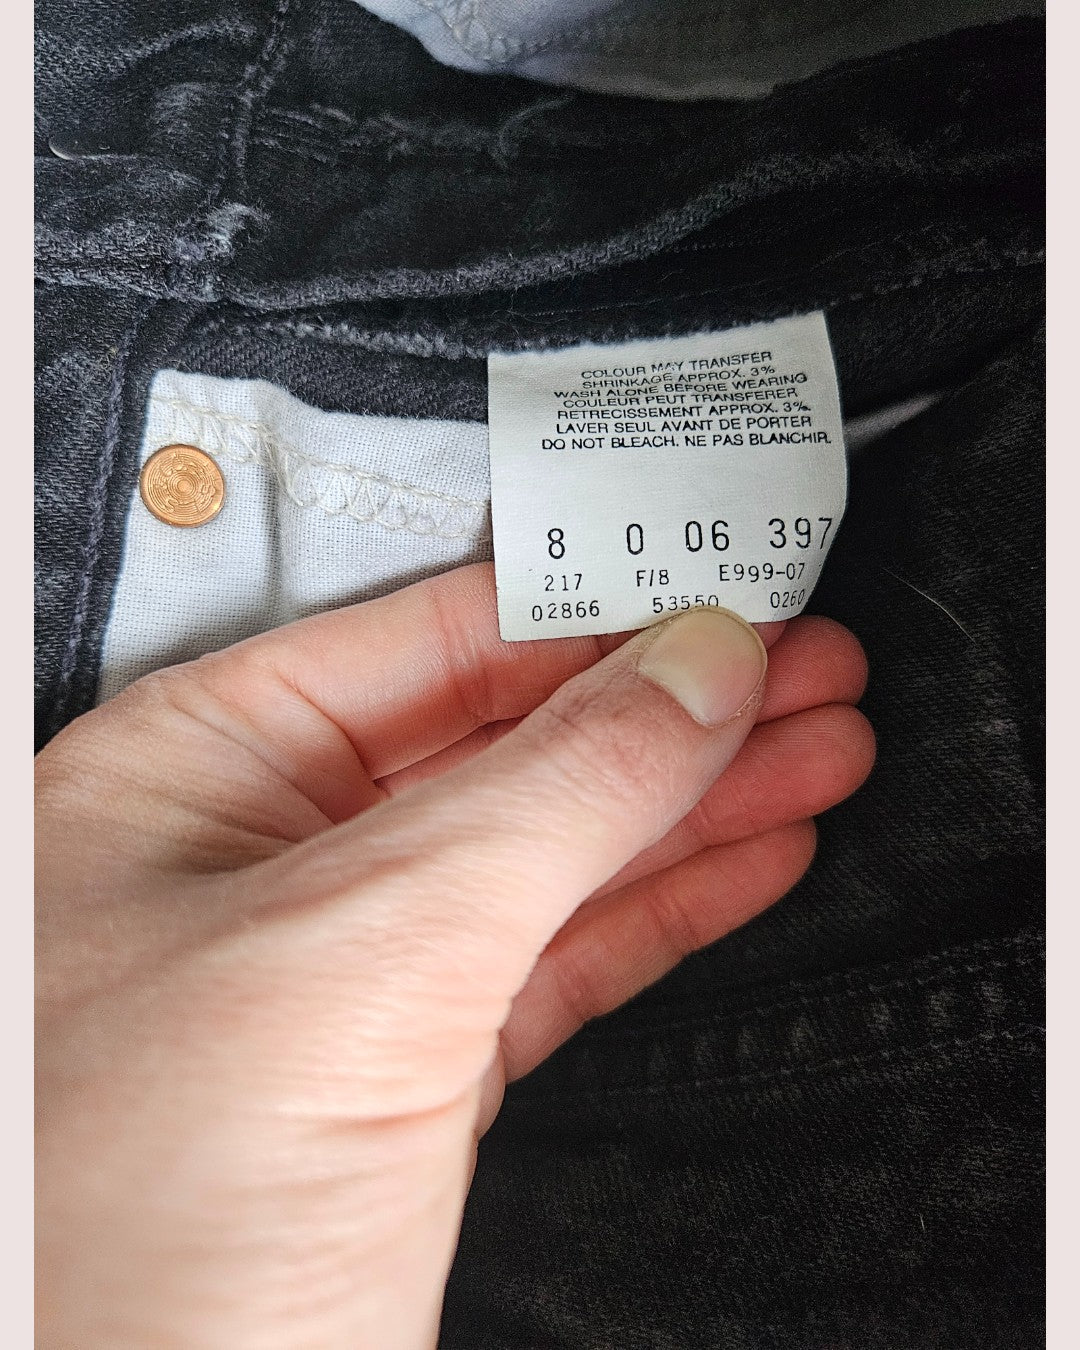 COLOUR MAY TRANSFER
SHRINKAGE APPROX. 3%
WASH ALONE BEFORE WEARING
COULEUR PEUT TRANSFERER
RETRECISSEMENT APPROX. 3%.
LAVER SEUL AVANT DE PORTER
DO NOT BLEACH. NE PAS BLANCHIR.
8 0 06 397
217 F/8 E999-07
02866 53550 0260